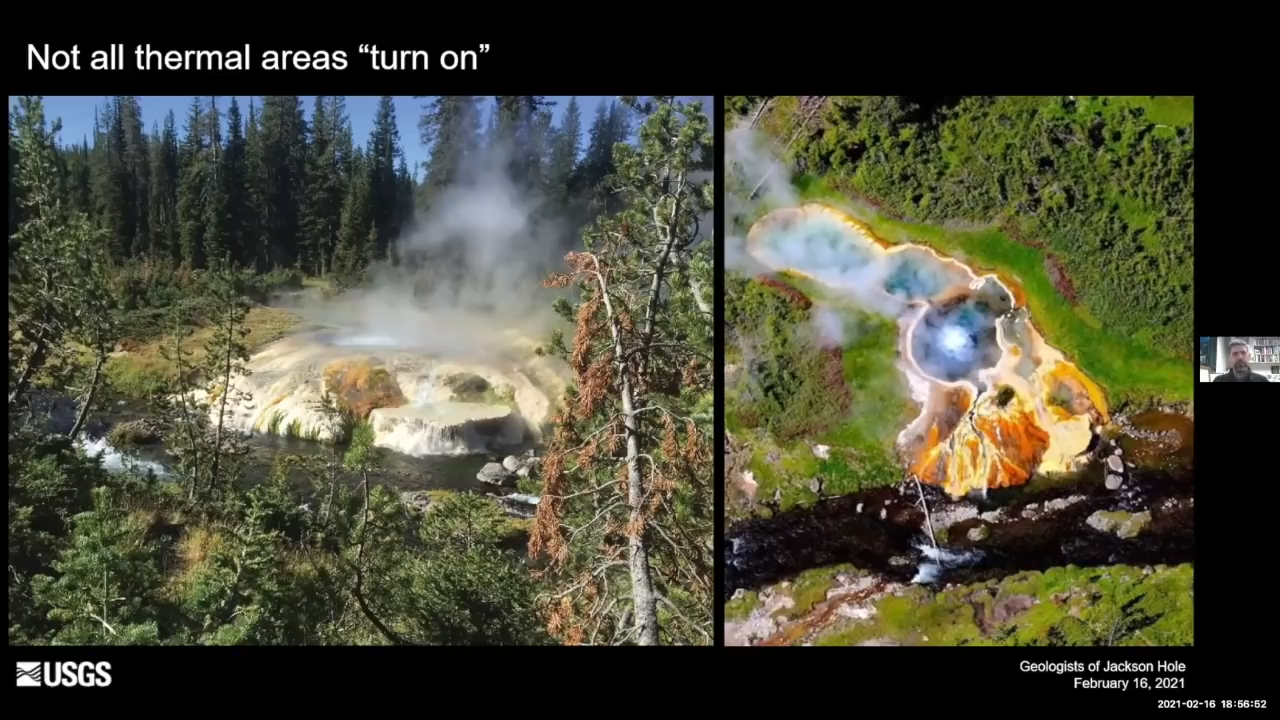 Not all thermal areas “turn on”
USGS
Geologists of Jackson Hole
February 16, 2021
2021-02-16 18:56:52